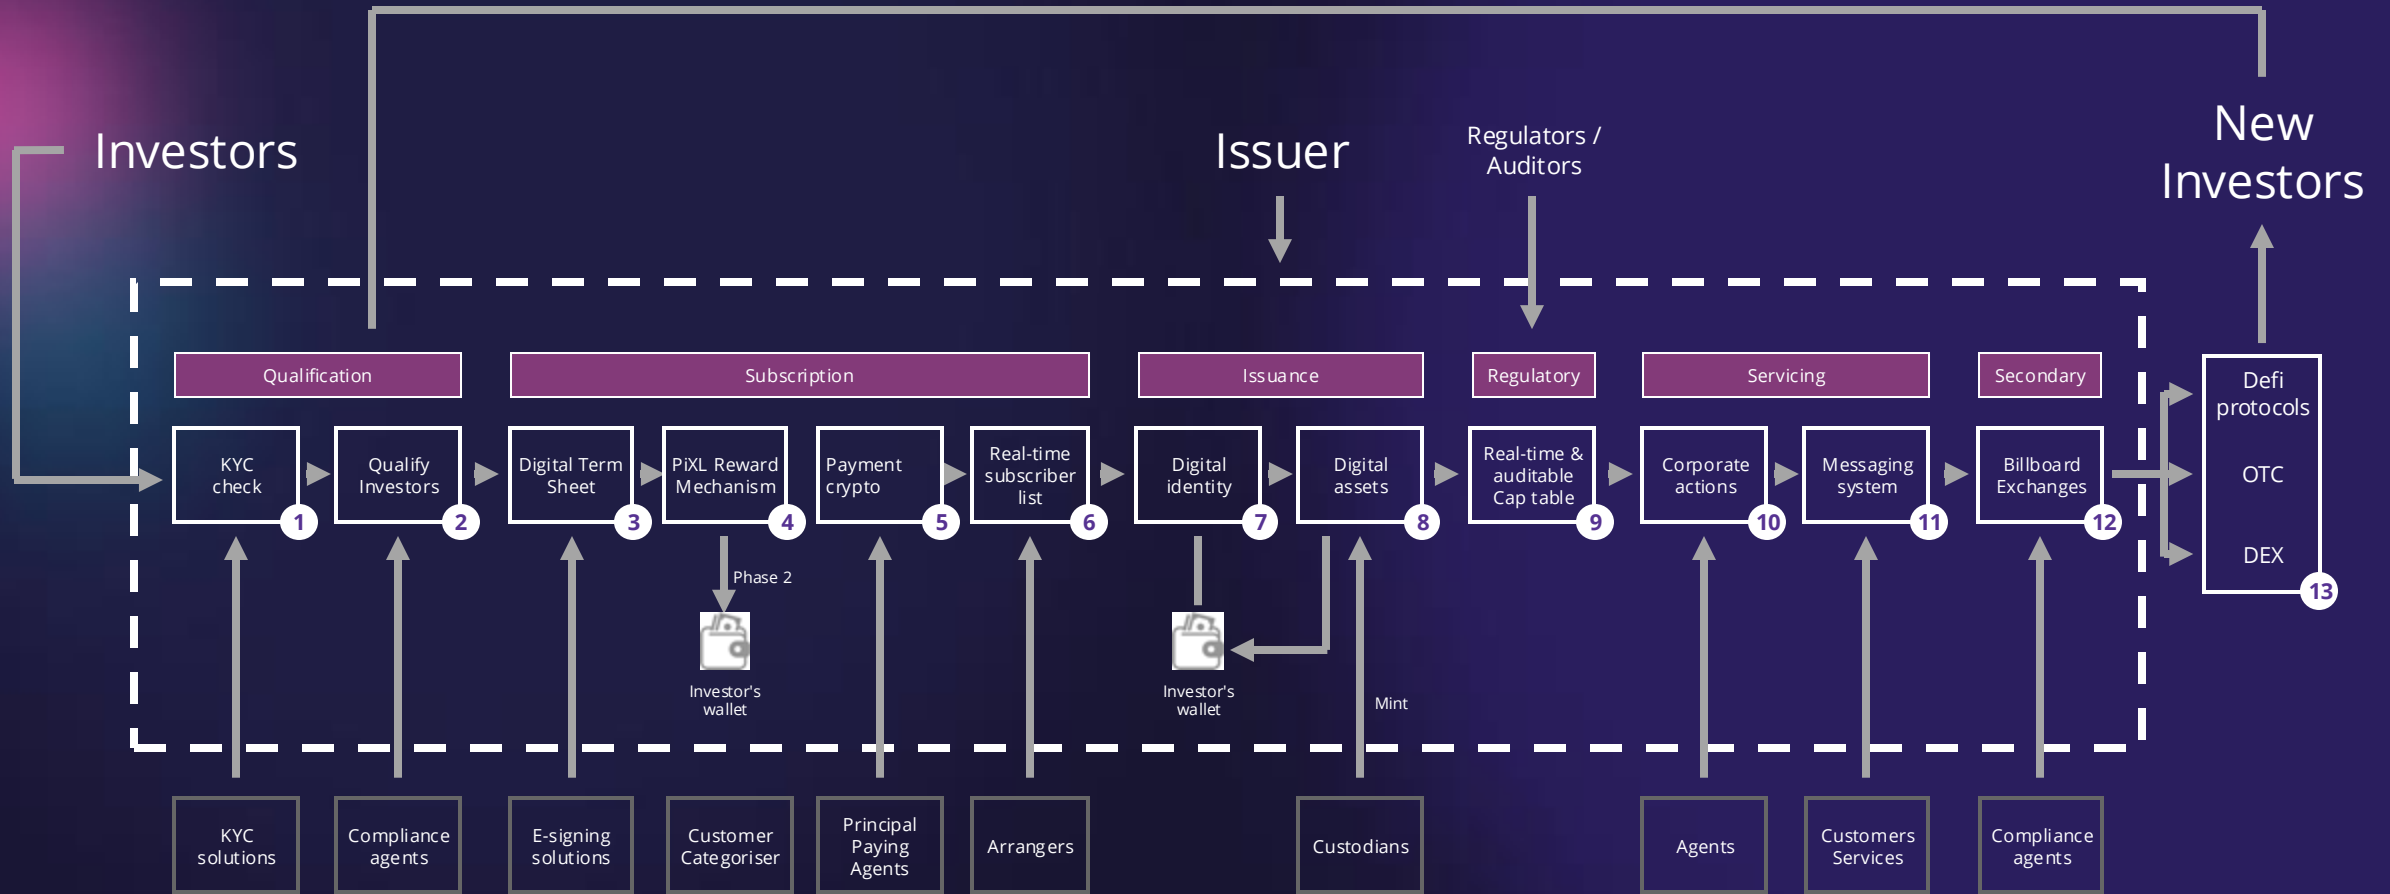 Investors
Issuer
Regulators /
Auditors
New
Investors
Qualification
Subscription
Issuance
Regulatory
Servicing
Secondary
KYC
check
1
Qualify
Investors
2
Digital Term
Sheet
3
PiXL Reward
Mechanism
4
Payment
crypto
5
Real-time
subscriber
list
6
Digital
identity
7
Digital
assets
8
Real-time &
auditable
Cap table
9
Corporate
actions
10
Messaging
system
11
Billboard
Exchanges
12
Defi
protocols
OTC
DEX
13
Phase 2
Investor's
wallet
Investor's
wallet
Mint
KYC
solutions
Compliance
agents
E-signing
solutions
Customer
Categoriser
Principal
Paying
Agents
Arrangers
Custodians
Agents
Customers
Services
Compliance
agents